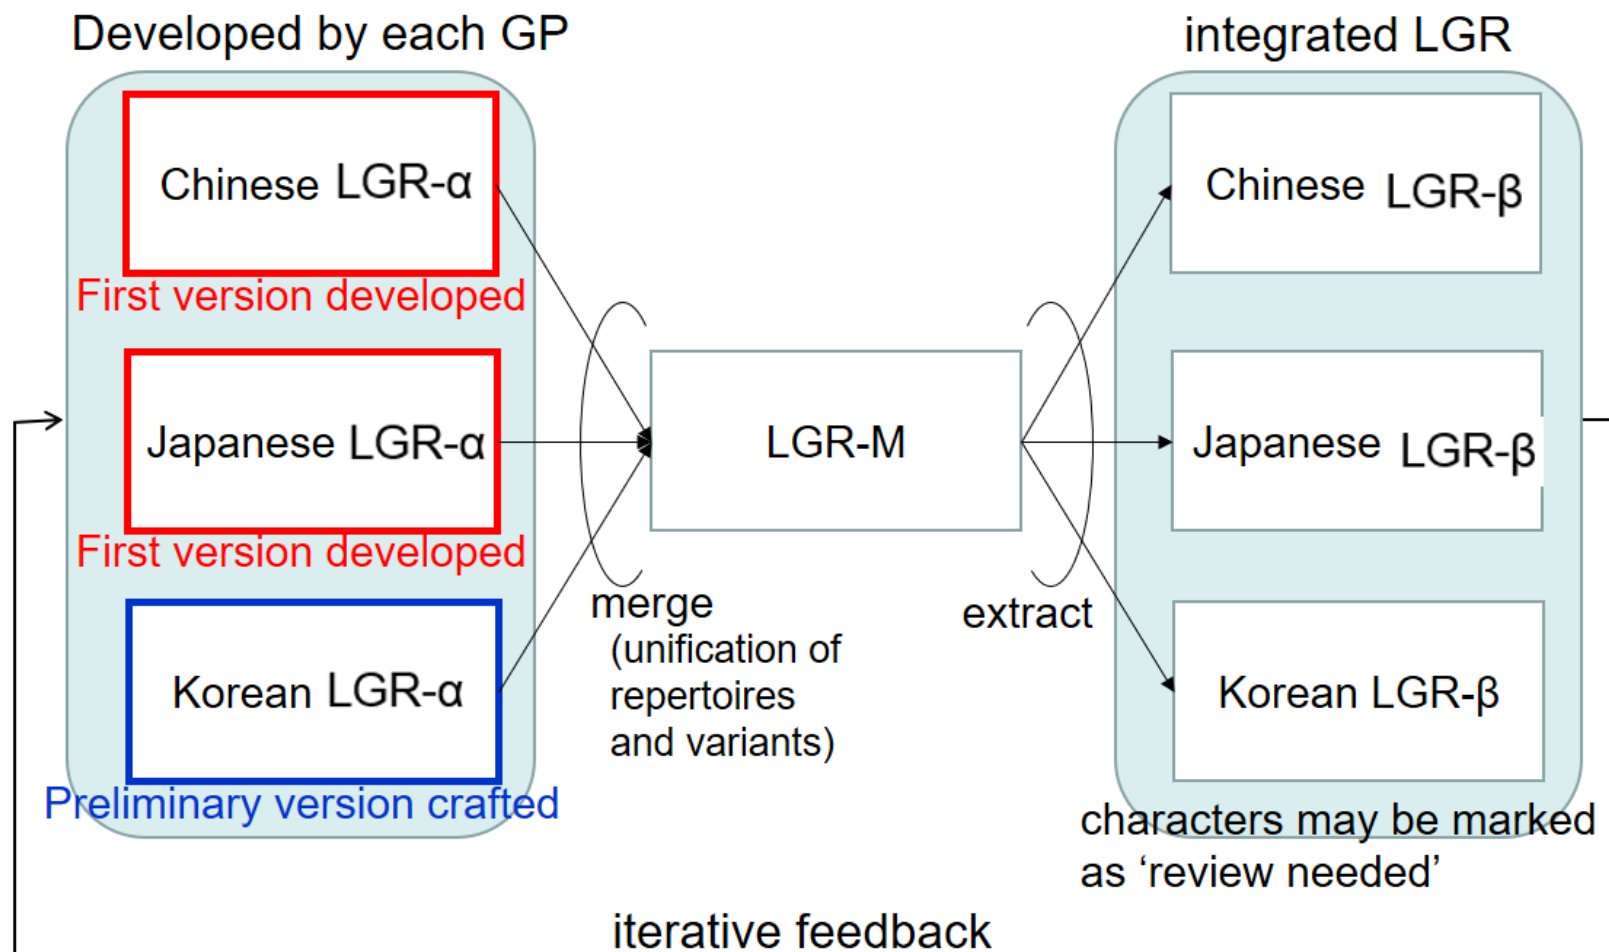 Developed by each GP
Chinese LGR-α
First version developed
Japanese LGR-α
First version developed
Korean LGR-α
Preliminary version crafted
merge
(unification of
repertoires
and variants)
LGR-M
extract
integrated LGR
Chinese LGR-β
Japanese LGR-β
Korean LGR-β
characters may be marked
as ‘review needed’
iterative feedback